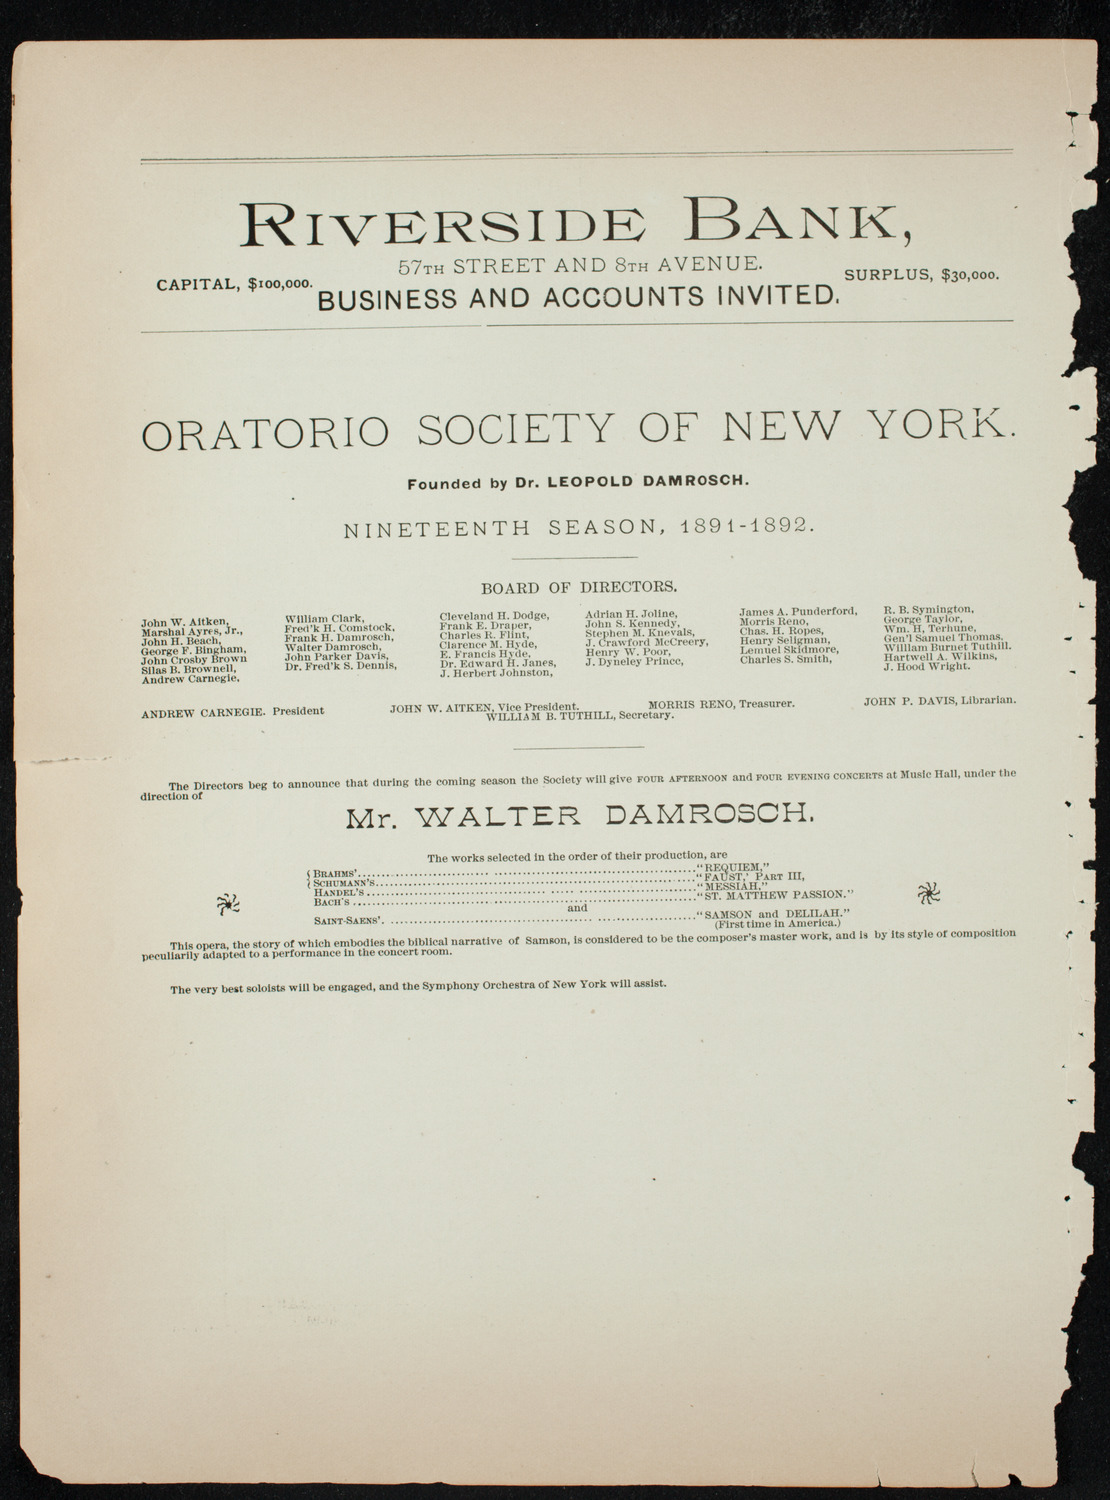 RIVERSIDE BANK,
57TH STREET AND 8TH AVENUE.
CAPITAL, $100,000.
SURPLUS, $30,000.
BUSINESS AND ACCOUNTS INVITED.
ORATORIO SOCIETY OF NEW YORK.
Founded by Dr. LEOPOLD DAMROSCH.
NINETEENTH SEASON, 1891-1892.
BOARD OF DIRECTORS.
John W. Aitken,
Marshal Ayres, Jr.,
John H. Beach,
George F. Bingham,
John Crosby Brown
Silas B. Brownell,
Andrew Carnegie,
William Clark,
Fred'k H. Comstock,
Frank H. Damrosch,
Walter Damrosch,
John Parker Davis,
Dr. Fred'k S. Dennis,
Cleveland H. Dodge,
Frank E. Draper,
Charles R. Flint,
Clarence M. Hyde,
E. Francis Hyde,
Dr. Edward H. Janes,
J. Herbert Johnston,
Adrian H. Joline,
John S. Kennedy,
Stephen M. Knevals,
J. Crawford McCreery,
Henry W. Poor,
J. Dyneley Prince,
James A. Punderford,
Morris Reno,
Chas. H. Ropes,
Henry Seligman,
Lemuel Skidmore,
Charles S. Smith,
R. B. Symington,
George Taylor,
Wm. H. Terhune,
Gen'l Samuel Thomas,
William Burnet Tuthill.
Hartwell A. Wilkins,
J. Hood Wright.
ANDREW CARNEGIE. President JOHN W. AITKEN, Vice President. MORRIS RENO, Treasurer. JOHN P. DAVIS, Librarian.
WILLIAM B. TUTHILL, Secretary.
The Directors beg to announce that during the coming season the Society will give FOUR AFTERNOON and FOUR EVENING CONCERTS at Music Hall, under the
direction of
Mr. WALTER DAMROSCH.
The works selected in the order of their production, are
{ BRAHMS'........"REQUIEM,"
{ SCHUMANN'S........"FAUST,' PART III,
HANDEL'S........"MESSIAH,"
BACH'S........"ST. MATTHEW PASSION."
and
SAINT-SAENS'........"SAMSON and DELILAH."
(First time in America.)
This opera, the story of which embodies the biblical narrative of Samson, is considered to be the composer's master work, and is by its style of composition
peculiarily adapted to a performance in the concert room.
The very best soloists will be engaged, and the Symphony Orchestra of New York will assist.